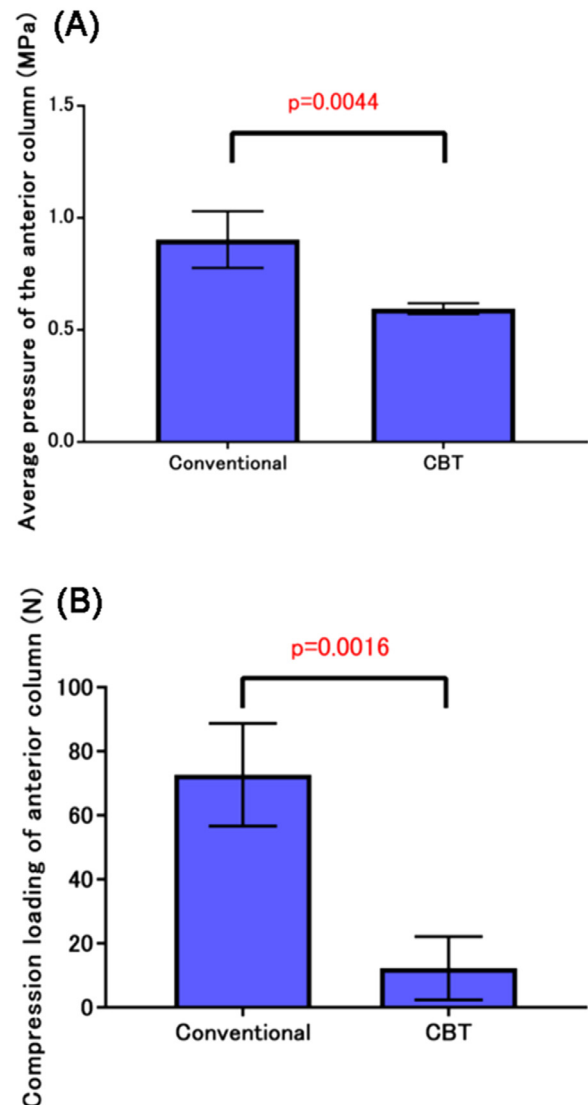 (A)
Average pressure of the anterior column (MPa)
p=0.0044
1.5
1.0
0.5
0.0
Conventional CBT
(B)
Compression loading of anterior column (N)
p=0.0016
100
80
60
40
20
0
Conventional CBT